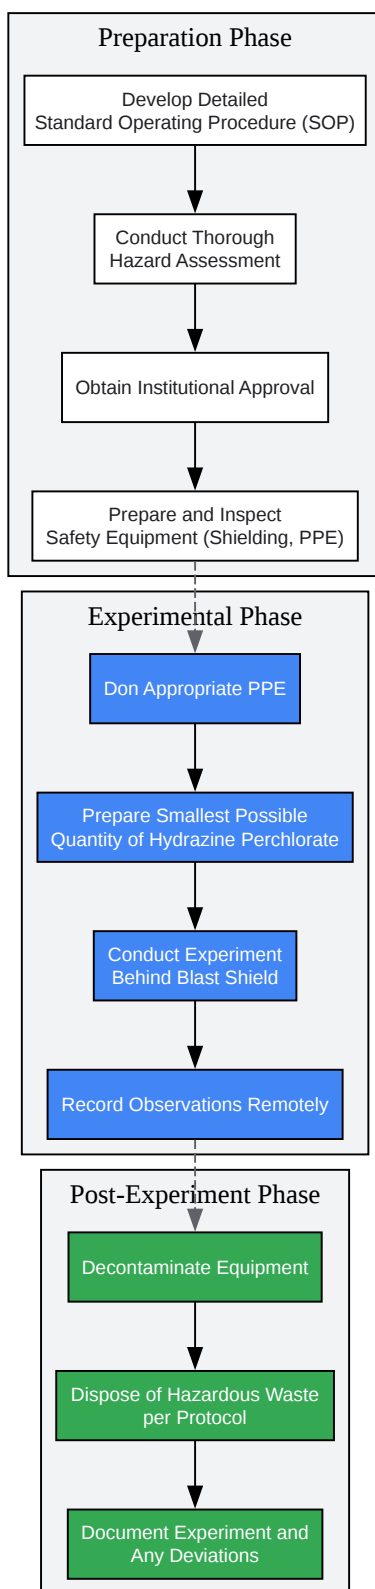 Preparation Phase
Develop Detailed
Standard Operating Procedure (SOP)
Conduct Thorough
Hazard Assessment
Obtain Institutional Approval
Prepare and Inspect
Safety Equipment (Shielding, PPE)
Experimental Phase
Don Appropriate PPE
Prepare Smallest Possible
Quantity of Hydrazine Perchlorate
Conduct Experiment
Behind Blast Shield
Record Observations Remotely
Post-Experiment Phase
Decontaminate Equipment
Dispose of Hazardous Waste
per Protocol
Document Experiment and
Any Deviations